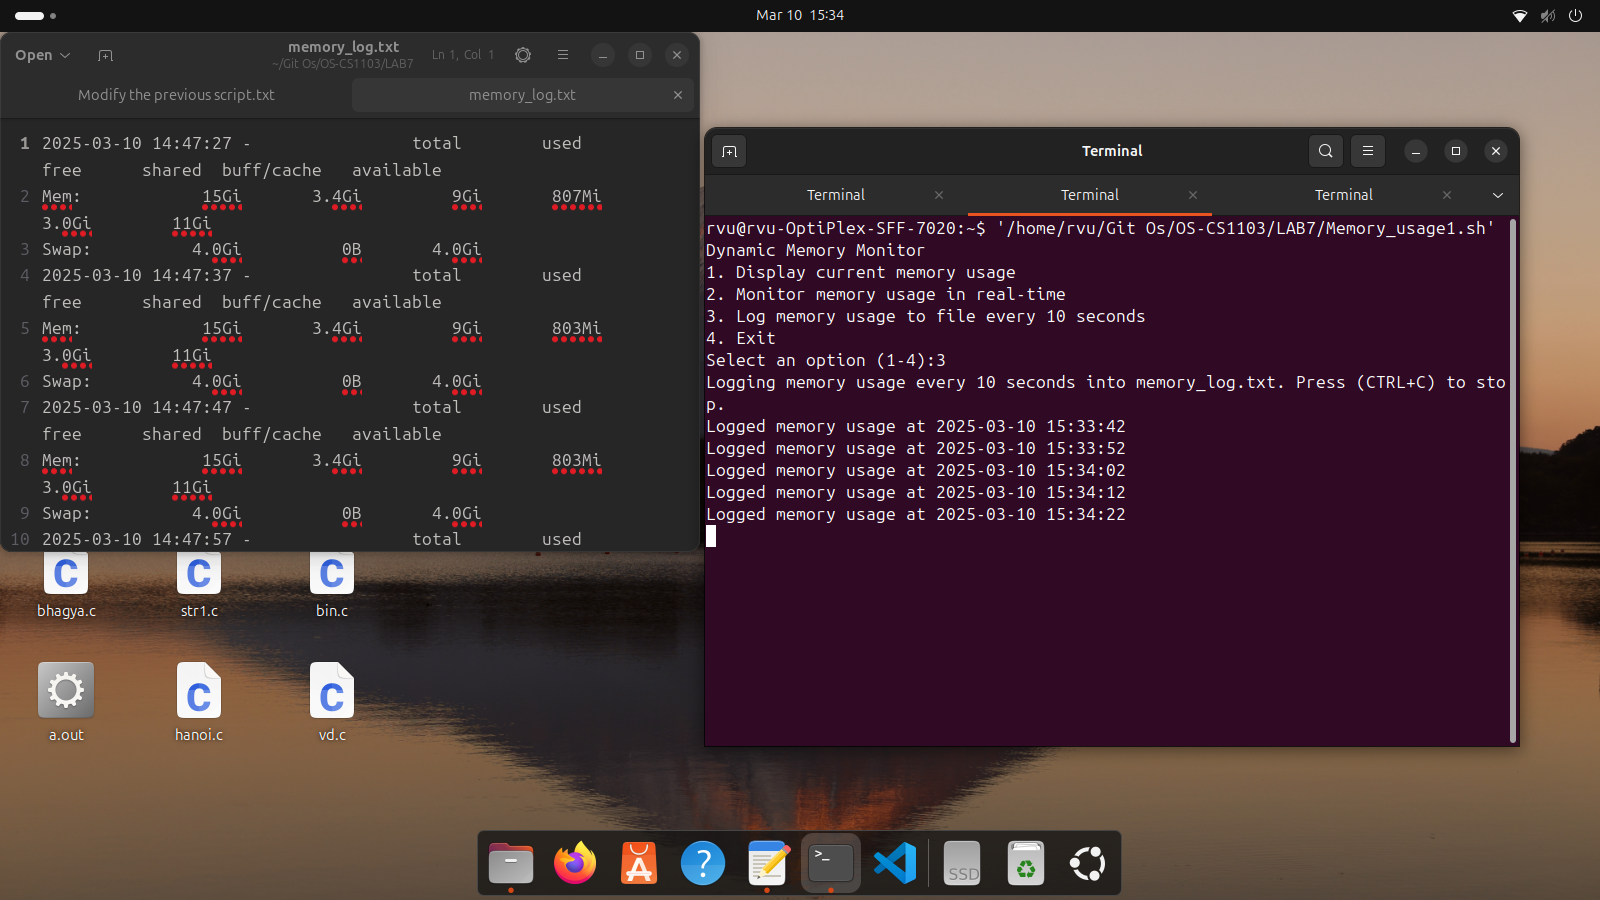 Mar 10  15:34
Open
memory_log.txt
~/Git Os/OS-CS1103/LAB7
Ln 1, Col 1
Modify the previous script.txt
memory_log.txt
1 2025-03-10 14:47:27 - total used
free shared buff/cache available
2 Mem: 15Gi 3.4Gi 9Gi 807Mi
3.0Gi 11Gi
3 Swap: 4.0Gi 0B 4.0Gi
4 2025-03-10 14:47:37 - total used
free shared buff/cache available
5 Mem: 15Gi 3.4Gi 9Gi 803Mi
3.0Gi 11Gi
6 Swap: 4.0Gi 0B 4.0Gi
7 2025-03-10 14:47:47 - total used
free shared buff/cache available
8 Mem: 15Gi 3.4Gi 9Gi 803Mi
3.0Gi 11Gi
9 Swap: 4.0Gi 0B 4.0Gi
10 2025-03-10 14:47:57 - total used
Terminal
Terminal
Terminal
Terminal
rvu@rvu-OptiPlex-SFF-7020:~$ '/home/rvu/Git Os/OS-CS1103/LAB7/Memory_usage1.sh'
Dynamic Memory Monitor
1. Display current memory usage
2. Monitor memory usage in real-time
3. Log memory usage to file every 10 seconds
4. Exit
Select an option (1-4):3
Logging memory usage every 10 seconds into memory_log.txt. Press (CTRL+C) to sto
p.
Logged memory usage at 2025-03-10 15:33:42
Logged memory usage at 2025-03-10 15:33:52
Logged memory usage at 2025-03-10 15:34:02
Logged memory usage at 2025-03-10 15:34:12
Logged memory usage at 2025-03-10 15:34:22
C C C
bhagya.c str1.c bin.c
C C
a.out hanoi.c vd.c
>_
SSD